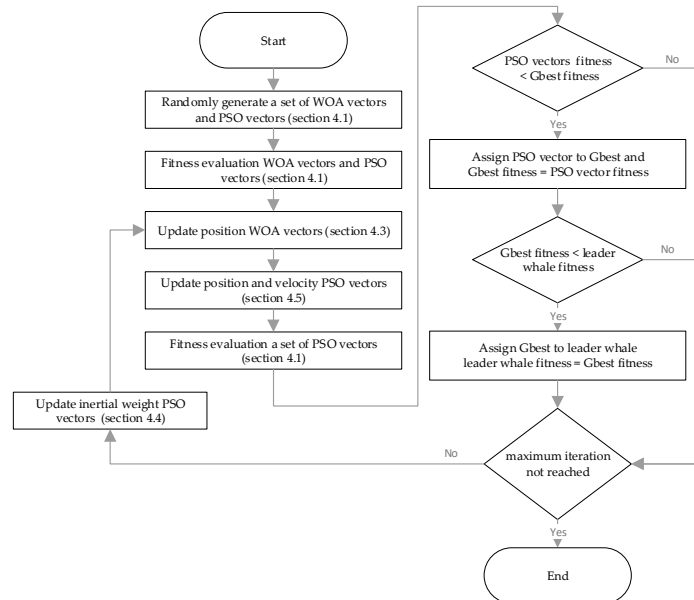 Start
Randomly generate a set of WOA vectors
and PSO vectors (section 4.1)
Fitness evaluation WOA vectors and PSO
vectors (section 4.1)
Update position WOA vectors (section 4.3)
Update position and velocity PSO vectors
(section 4.5)
Fitness evaluation a set of PSO vectors
(section 4.1)
Update inertial weight PSO
vectors (section 4.4)
PSO vectors fitness
< Gbest fitness
No
Yes
Assign PSO vector to Gbest and
Gbest fitness = PSO vector fitness
Gbest fitness < leader
whale fitness
No
Yes
Assign Gbest to leader whale
leader whale fitness = Gbest fitness
maximum iteration
not reached
No
Yes
End